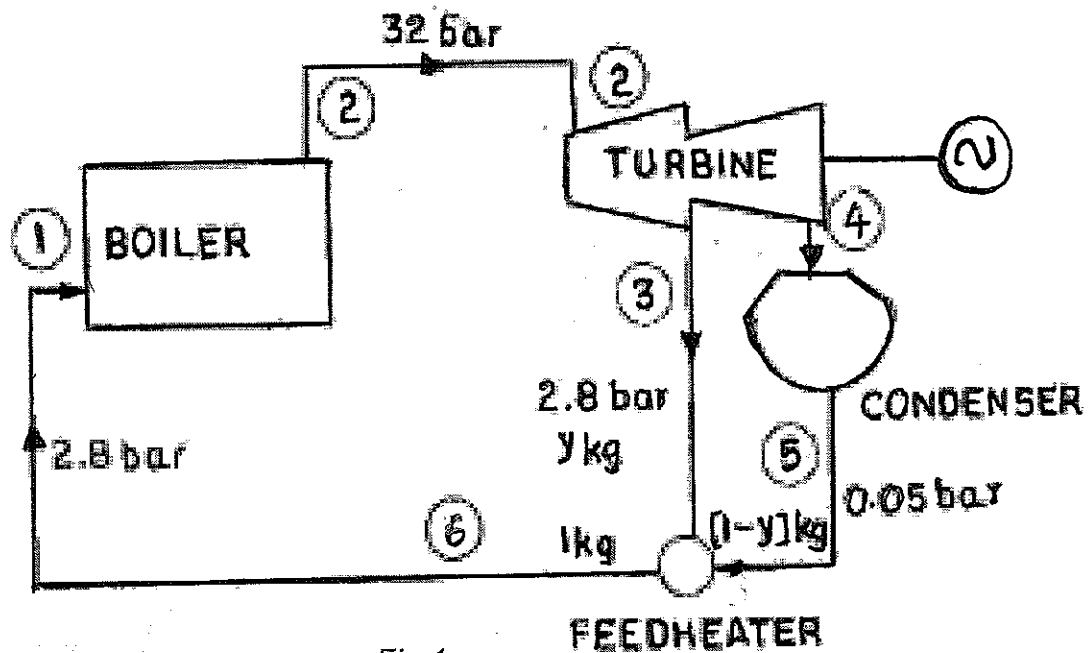 32 bar
②
②
TURBINE
~
① BOILER
④
③
2.8 bar
y kg
CONDENSER
⑤
0.05 bar
2.8 bar
⑥
1kg
[1-y]kg
FEEDHEATER